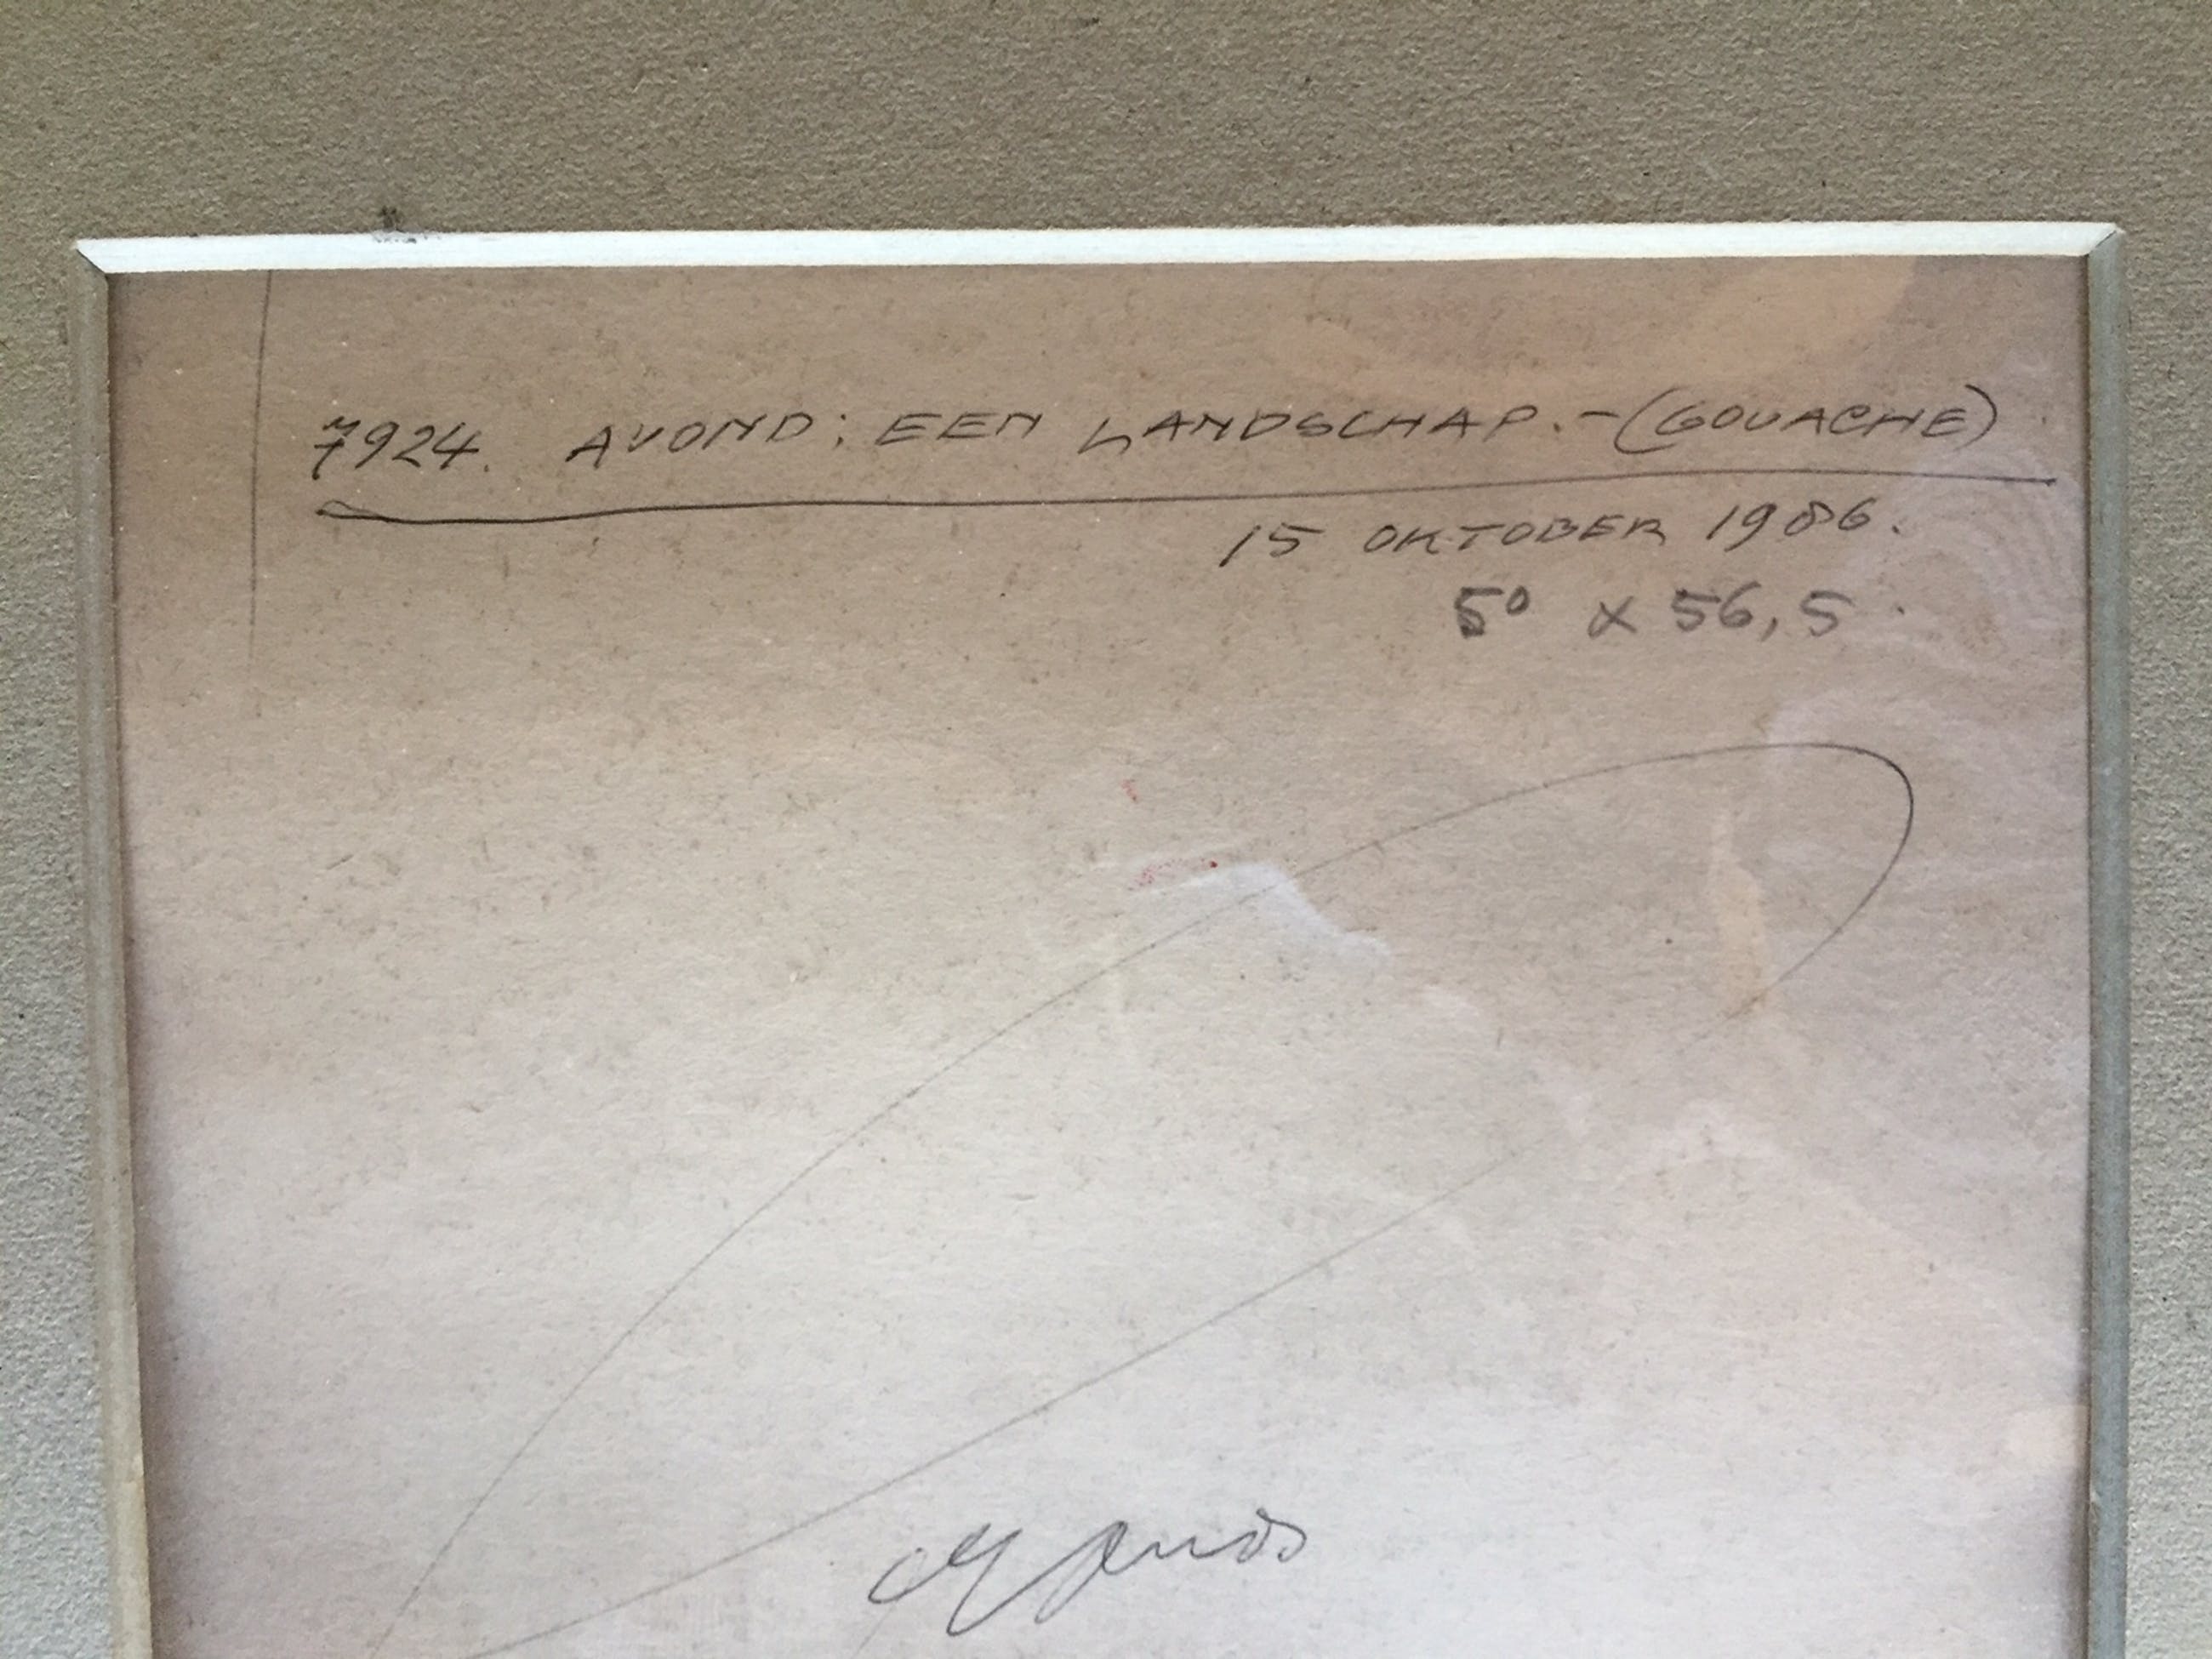 7924. AVOND: EEN LANDSCHAP.-(GOUACHE)
15 OKTOBER 1986.
50 x 56,5.